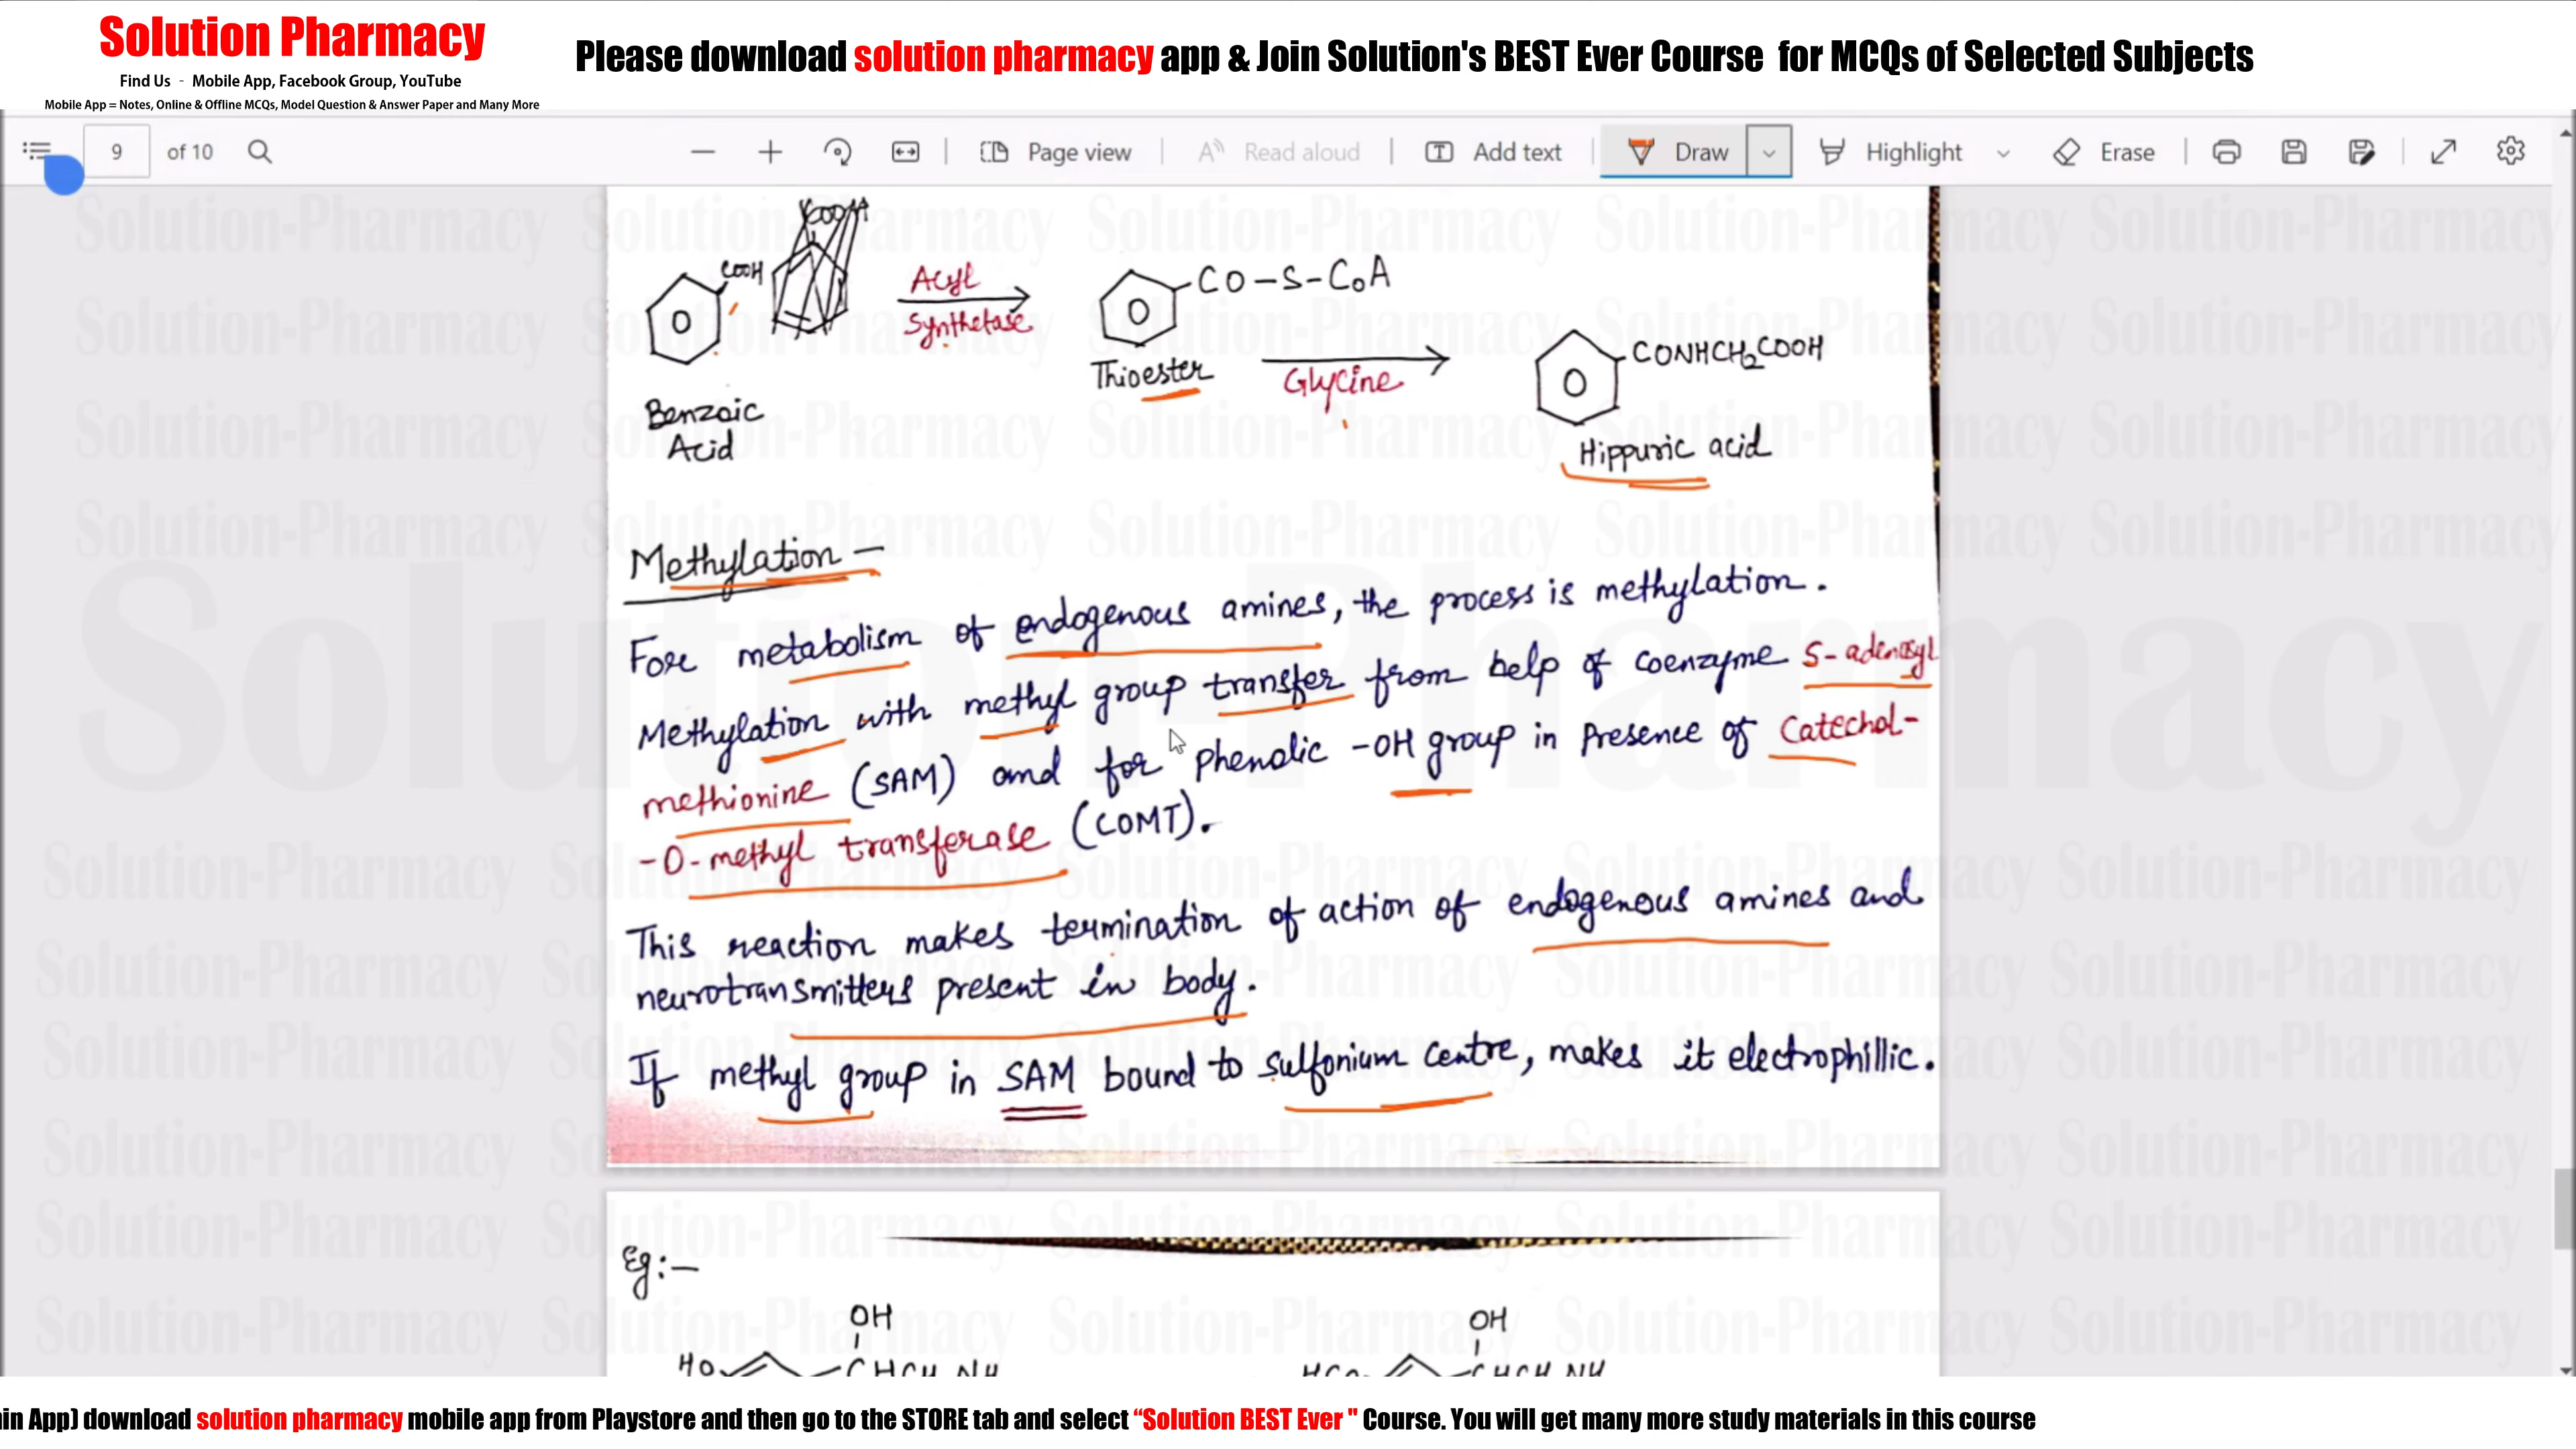 Solution Pharmacy
Find Us - Mobile App, Facebook Group, YouTube
Mobile App = Notes, Online & Offline MCQs, Model Question & Answer Paper and Many More
Please download solution pharmacy app & Join Solution's BEST Ever Course for MCQs of Selected Subjects
9 of 10
Page view
Read aloud
Add text
Draw
Highlight
Erase
COOH
Acyl
Synthetase
CO-S-CoA
Thioester
Glycine
CONHCH2COOH
Benzoic
Acid
Hippuric acid
Methylation -
For metabolism of endogenous amines, the process is methylation.
Methylation with methyl group transfer from help of coenzyme S-adenosyl
methionine (SAM) and for phenolic -OH group in presence of Catechol-
-O-methyl transferase (COMT).
This reaction makes termination of action of endogenous amines and
neurotransmitters present in body.
If methyl group in SAM bound to sulfonium centre, makes it electrophillic.
Eg:-
OH
OH
HO
Solution-Pharmacy
in App) download solution pharmacy mobile app from Playstore and then go to the STORE tab and select “Solution BEST Ever " Course. You will get many more study materials in this course